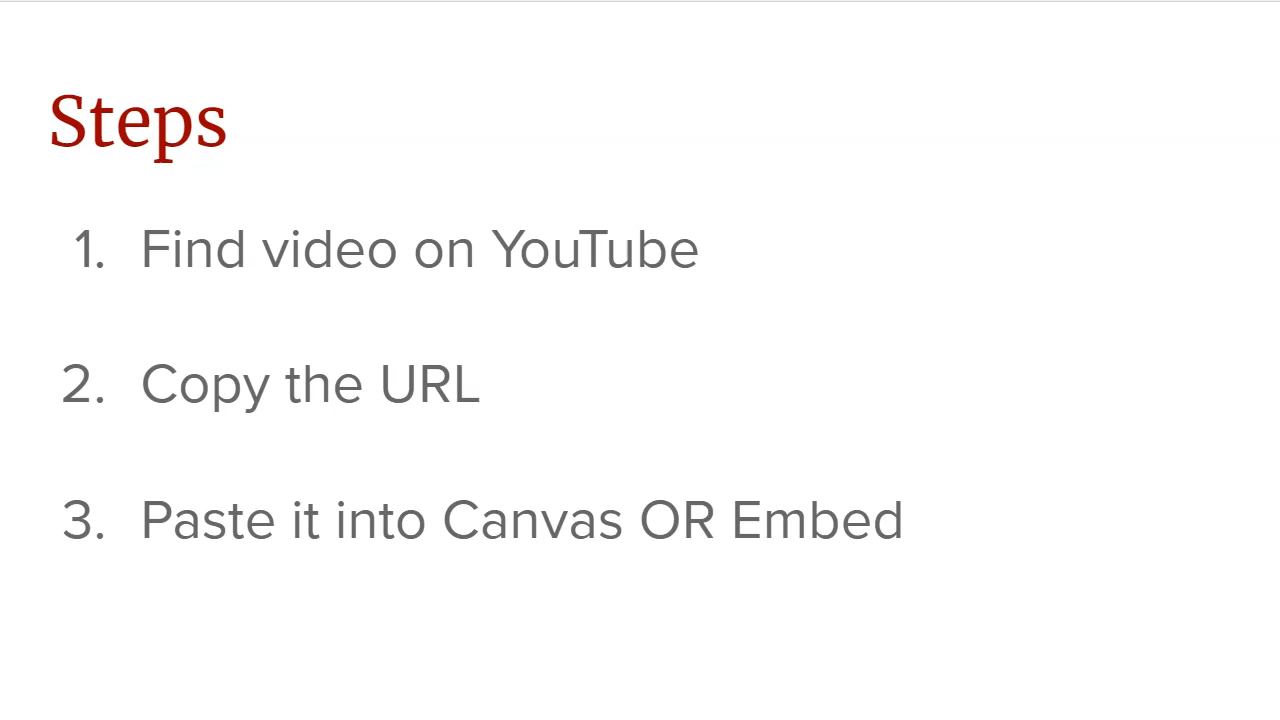 Steps
1. Find video on YouTube
2. Copy the URL
3. Paste it into Canvas OR Embed